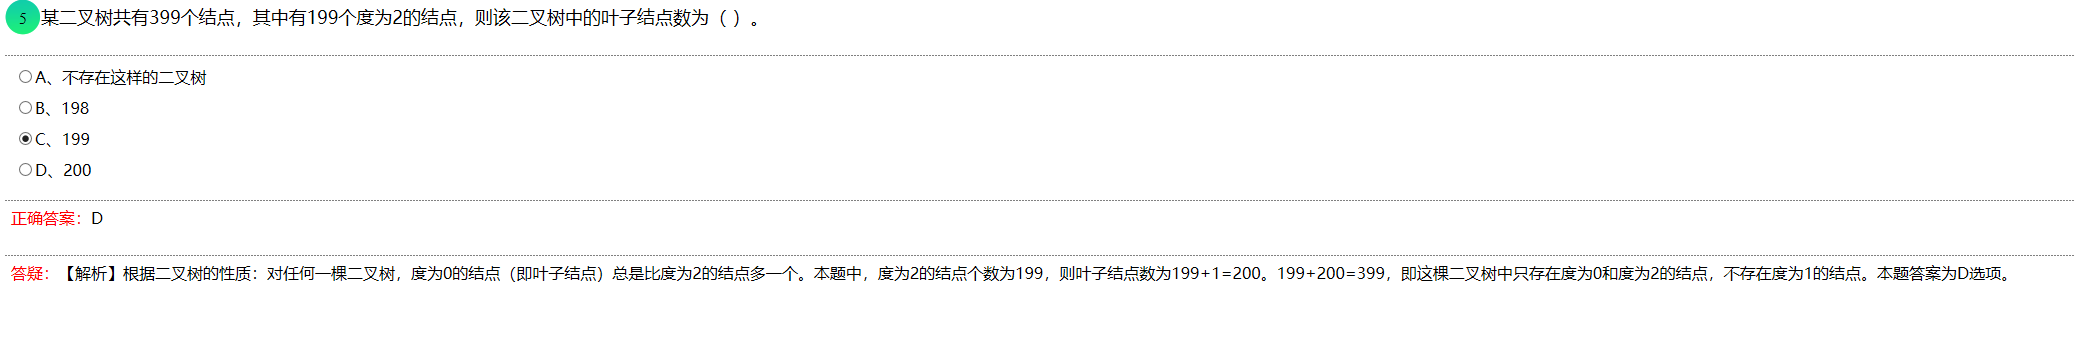 5 某二叉树共有399个结点，其中有199个度为2的结点，则该二叉树中的叶子结点数为（ ）。
A、不存在这样的二叉树
B、198
C、199
D、200
正确答案：D
答疑：【解析】根据二叉树的性质：对任何一棵二叉树，度为0的结点（即叶子结点）总是比度为2的结点多一个。本题中，度为2的结点个数为199，则叶子结点数为199+1=200。199+200=399，即这棵二叉树中只存在度为0和度为2的结点，不存在度为1的结点。本题答案为D选项。